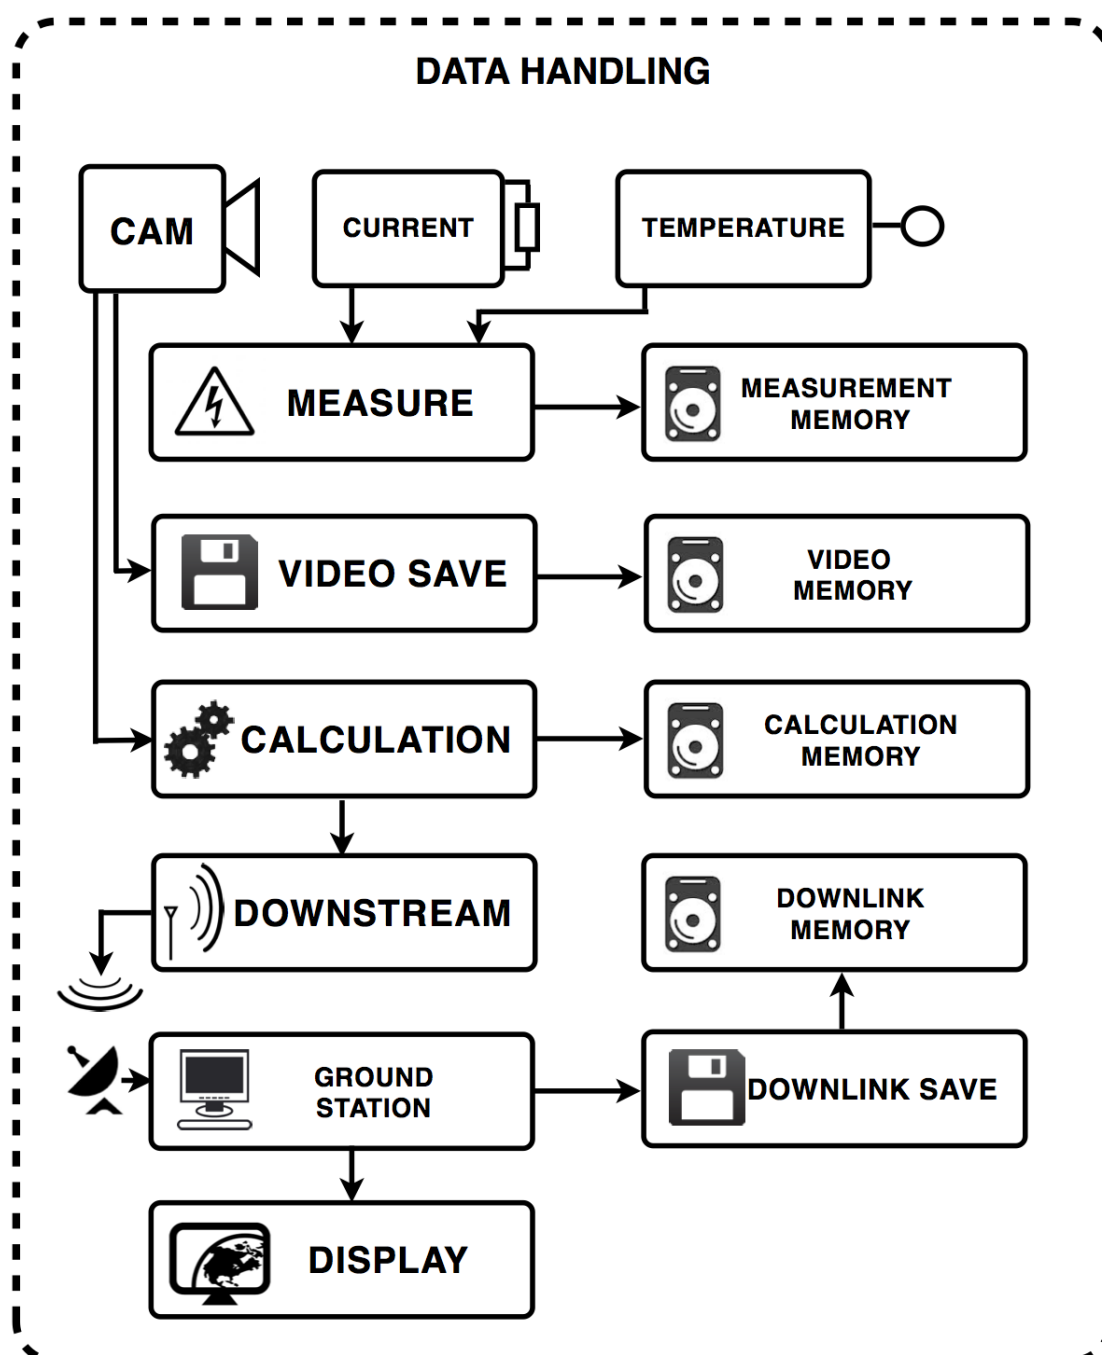 DATA HANDLING
CAM
CURRENT
TEMPERATURE
MEASURE
MEASUREMENT
MEMORY
VIDEO SAVE
VIDEO
MEMORY
CALCULATION
CALCULATION
MEMORY
DOWNSTREAM
DOWNLINK
MEMORY
GROUND
STATION
DOWNLINK SAVE
DISPLAY